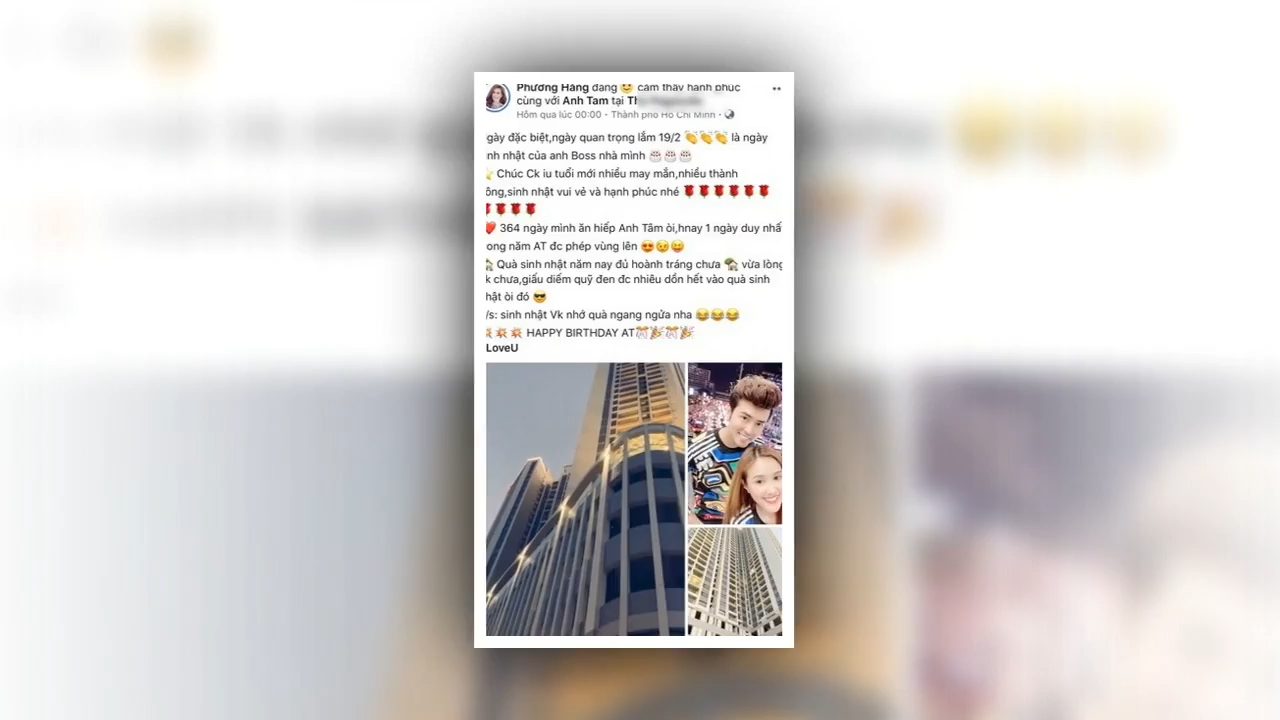 Phương Hằng đang 😊 cảm thấy hạnh phúc
cùng với Anh Tam tại
Hôm qua lúc 00:00 · Thành phố Hồ Chí Minh ·
gày đặc biệt,ngày quan trọng lắm 19/2 👏👏👏 là ngày
nh nhật của anh Boss nhà mình 🎂🎂🎂
Chúc Ck iu tuổi mới nhiều may mắn,nhiều thành
ông,sinh nhật vui vẻ và hạnh phúc nhé 🌹🌹🌹🌹🌹🌹
🌹🌹🌹🌹
❤️ 364 ngày mình ăn hiếp Anh Tâm òi,hnay 1 ngày duy nhấ
ong năm AT đc phép vùng lên 😍😉😛
🏡 Quà sinh nhật năm nay đủ hoành tráng chưa 🏡 vừa lòng
k chưa,giấu diếm quỹ đen đc nhiêu dồn hết vào quà sinh
hật òi đó 😎
/s: sinh nhật Vk nhớ quà ngang ngửa nha 😂😂😂
💥💥💥 HAPPY BIRTHDAY AT🎊🎉🎊🎉
LoveU